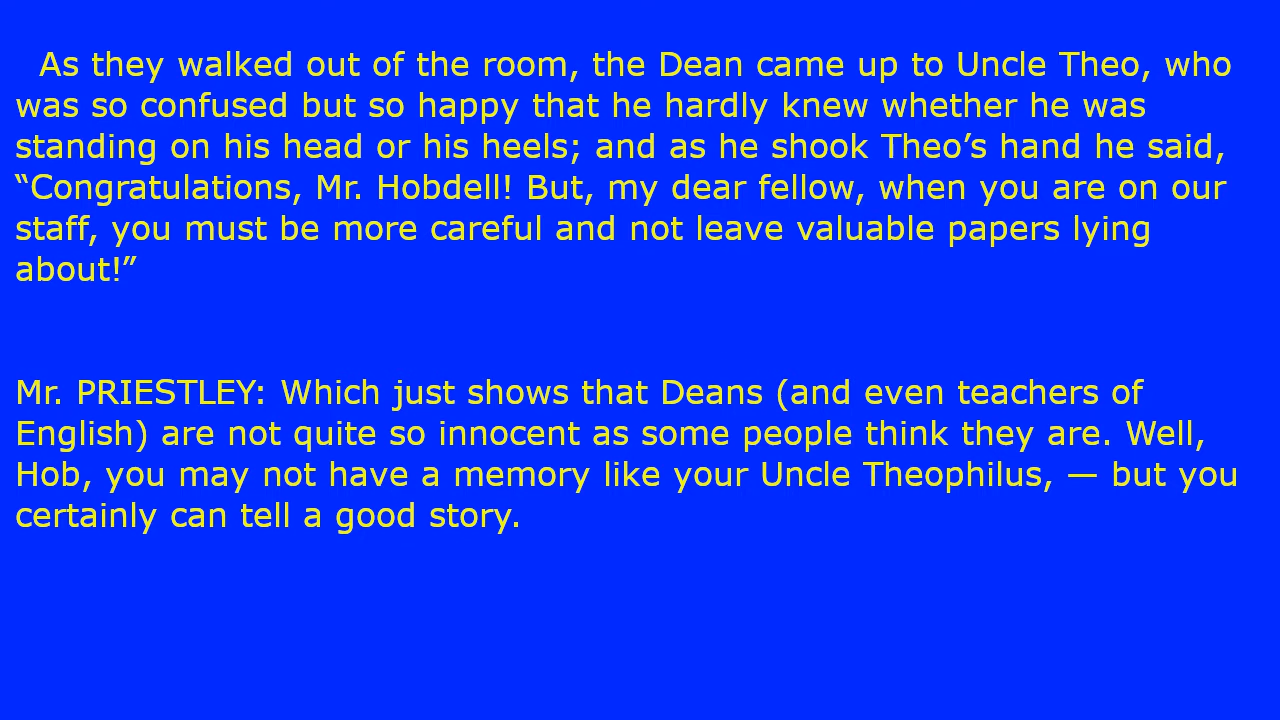 As they walked out of the room, the Dean came up to Uncle Theo, who
was so confused but so happy that he hardly knew whether he was
standing on his head or his heels; and as he shook Theo’s hand he said,
“Congratulations, Mr. Hobdell! But, my dear fellow, when you are on our
staff, you must be more careful and not leave valuable papers lying
about!”
Mr. PRIESTLEY: Which just shows that Deans (and even teachers of
English) are not quite so innocent as some people think they are. Well,
Hob, you may not have a memory like your Uncle Theophilus, — but you
certainly can tell a good story.